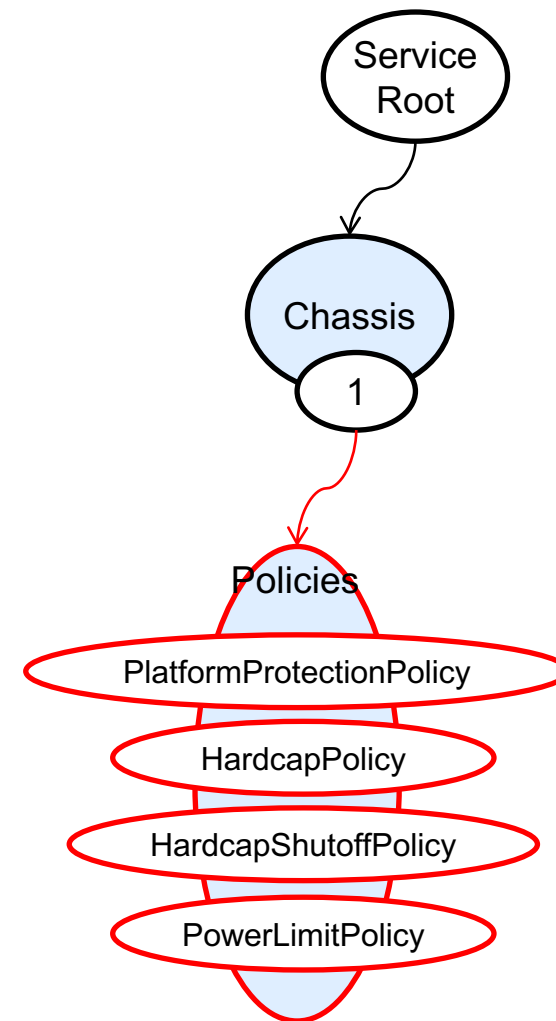 Service
Root
Chassis
1
Policies
PlatformProtectionPolicy
HardcapPolicy
HardcapShutoffPolicy
PowerLimitPolicy